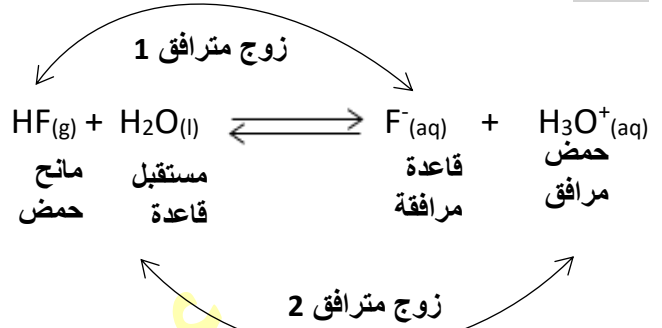 زوج مترافق 1
HF(g) + H₂O(l) ⇌ F⁻(aq) + H₃O⁺(aq)
مانح مستقبل قاعدة حمض
حمض قاعدة مرافقة مرافق
زوج مترافق 2